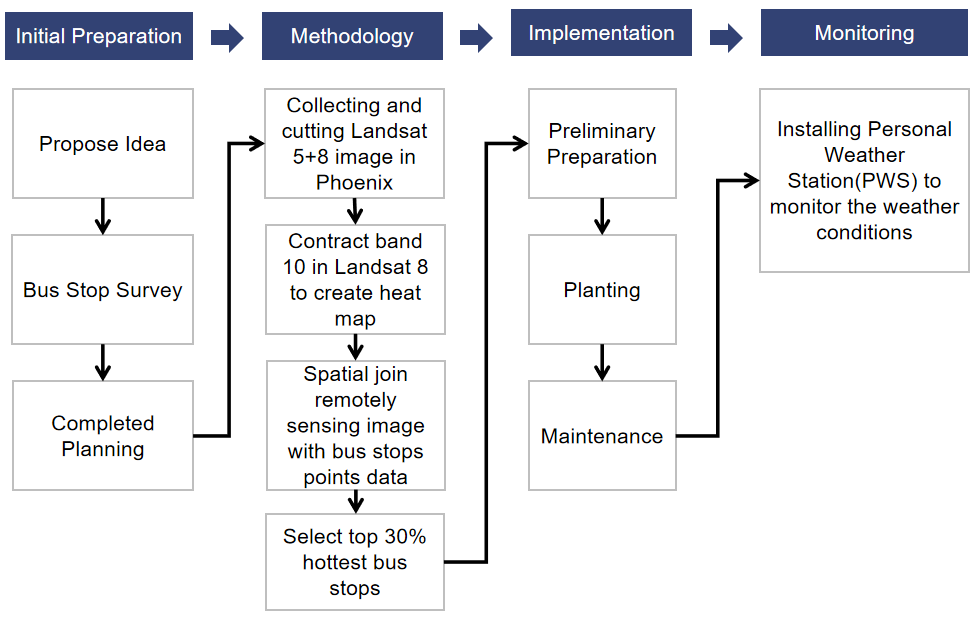 Initial Preparation
Methodology
Implementation
Monitoring
Propose Idea
Bus Stop Survey
Completed
Planning
Collecting and
cutting Landsat
5+8 image in
Phoenix
Contract band
10 in Landsat 8
to create heat
map
Spatial join
remotely
sensing image
with bus stops
points data
Select top 30%
hottest bus
stops
Preliminary
Preparation
Planting
Maintenance
Installing Personal
Weather
Station(PWS) to
monitor the weather
conditions